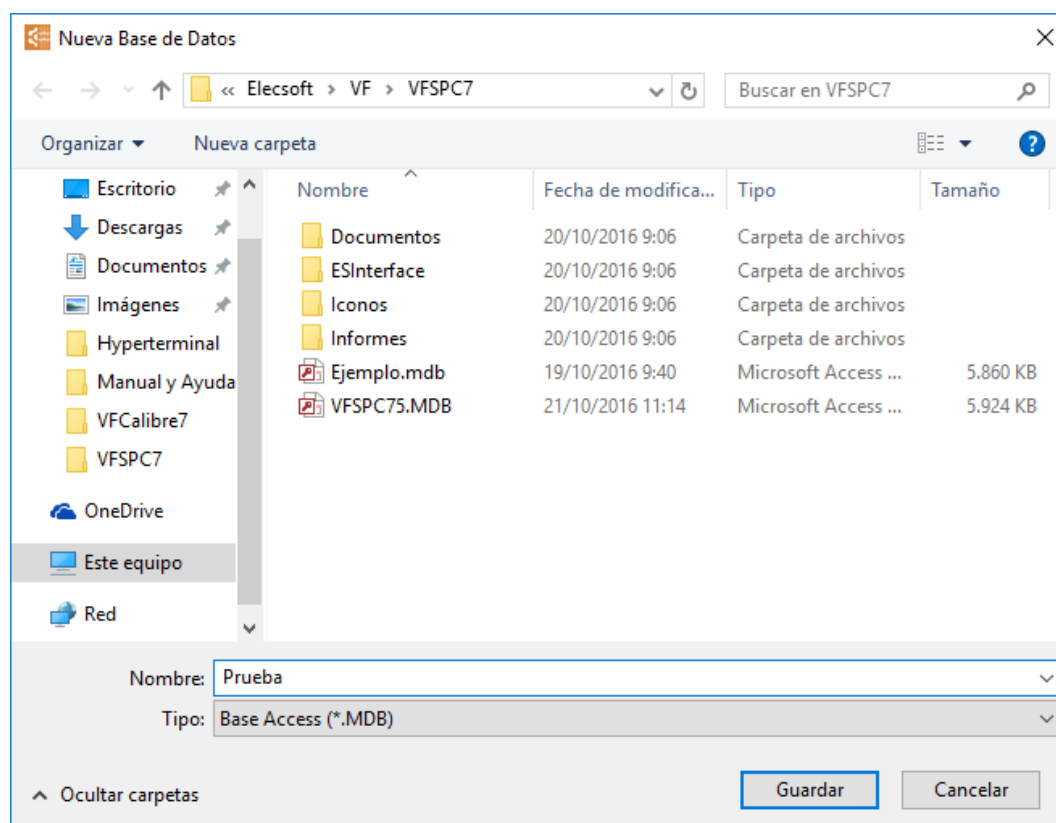 Nueva Base de Datos
« Elecsoft > VF > VFSPC7
Buscar en VFSPC7
Organizar
Nueva carpeta
?
Escritorio
Descargas
Documentos
Imágenes
Hyperterminal
Manual y Ayuda
VFCalibre7
VFSPC7
OneDrive
Este equipo
Red
Nombre Fecha de modifica... Tipo Tamaño
Documentos 20/10/2016 9:06 Carpeta de archivos
ESInterface 20/10/2016 9:06 Carpeta de archivos
Iconos 20/10/2016 9:06 Carpeta de archivos
Informes 20/10/2016 9:06 Carpeta de archivos
Ejemplo.mdb 19/10/2016 9:40 Microsoft Access ... 5.860 KB
VFSPC75.MDB 21/10/2016 11:14 Microsoft Access ... 5.924 KB
Nombre: Prueba
Tipo: Base Access (*.MDB)
Ocultar carpetas
Guardar
Cancelar